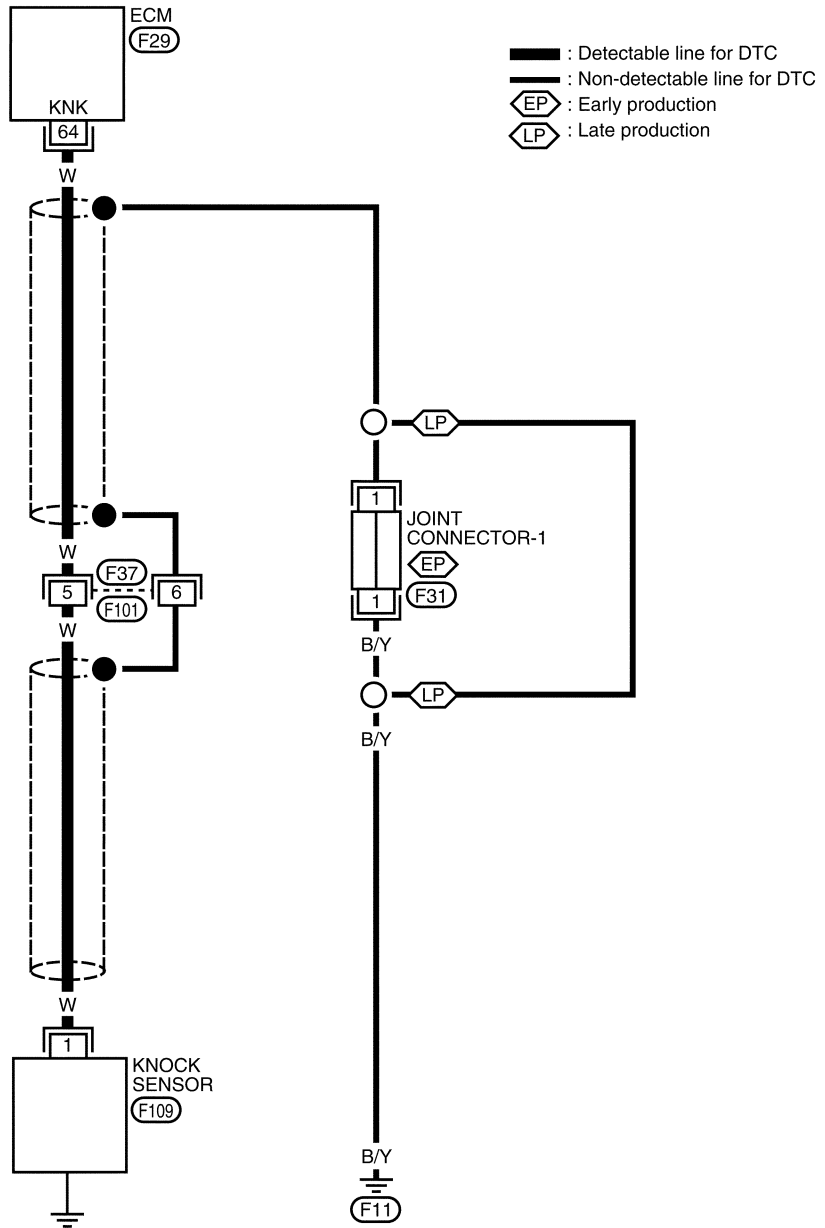 ECM
F29
KNK
64
W
: Detectable line for DTC
: Non-detectable line for DTC
EP : Early production
LP : Late production
LP
1
JOINT
CONNECTOR-1
EP
1
F31
B/Y
LP
B/Y
W
F37
5
6
F101
W
W
1
KNOCK
SENSOR
F109
B/Y
F11